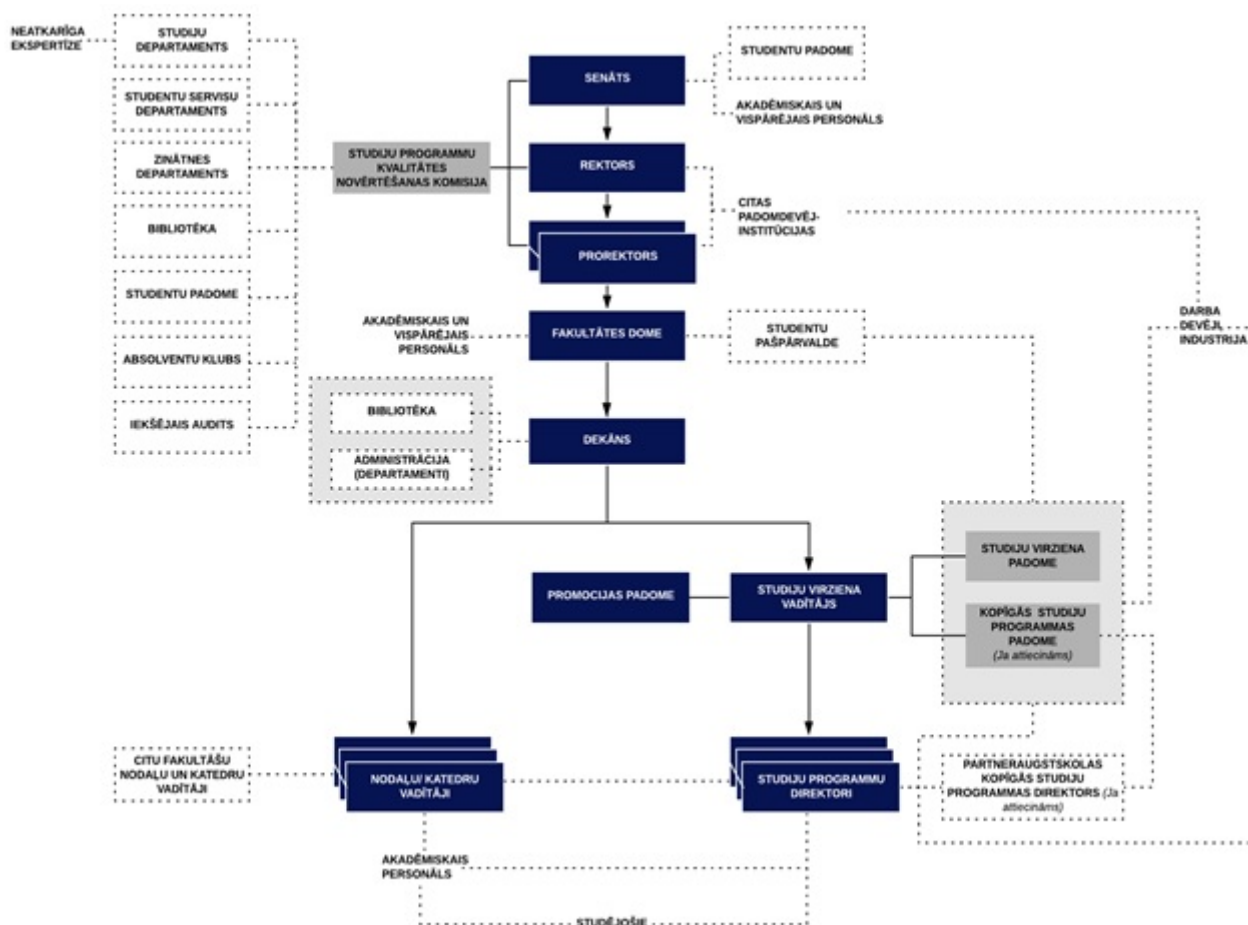 NEATKARĪGA
EKSPERTĪZE
STUDIJU
DEPARTAMENTS
STUDENTU SERVISU
DEPARTAMENTS
ZINĀTNES
DEPARTAMENTS
BIBLIOTĒKA
STUDENTU PADOME
ABSOLVENTU KLUBS
IEKŠĒJAIS AUDITS
STUDIJU PROGRAMMU
KVALITĀTES
NOVĒRTĒŠANAS KOMISIJA
SENĀTS
STUDENTU PADOME
AKADĒMISKAIS UN
VISPĀRĒJAIS PERSONĀLS
REKTORS
CITAS
PADOMDEVĒJ-
INSTITŪCIJAS
PROREKTORS
AKADĒMISKAIS UN
VISPĀRĒJAIS
PERSONĀLS
FAKULTĀTES DOME
STUDENTU
PAŠPĀRVALDE
DARBA
DEVĒJI,
INDUSTRIJA
BIBLIOTĒKA
ADMINISTRĀCIJA
(DEPARTAMENTI)
DEKĀNS
PROMOCIJAS PADOME
STUDIJU VIRZIENA
VADĪTĀJS
STUDIJU VIRZIENA
PADOME
KOPĪGĀS STUDIJU
PROGRAMMAS
PADOME
(Ja attiecināms)
CITU FAKULTĀŠU
NODAĻU UN KATEDRU
VADĪTĀJI
NODAĻU/ KATEDRU
VADĪTĀJI
STUDIJU PROGRAMMU
DIREKTORI
PARTNERAUGSTSKOLAS
KOPĪGĀS STUDIJU
PROGRAMMAS DIREKTORS (Ja
attiecināms)
AKADĒMISKAIS
PERSONĀLS
STUDĒJOŠIE